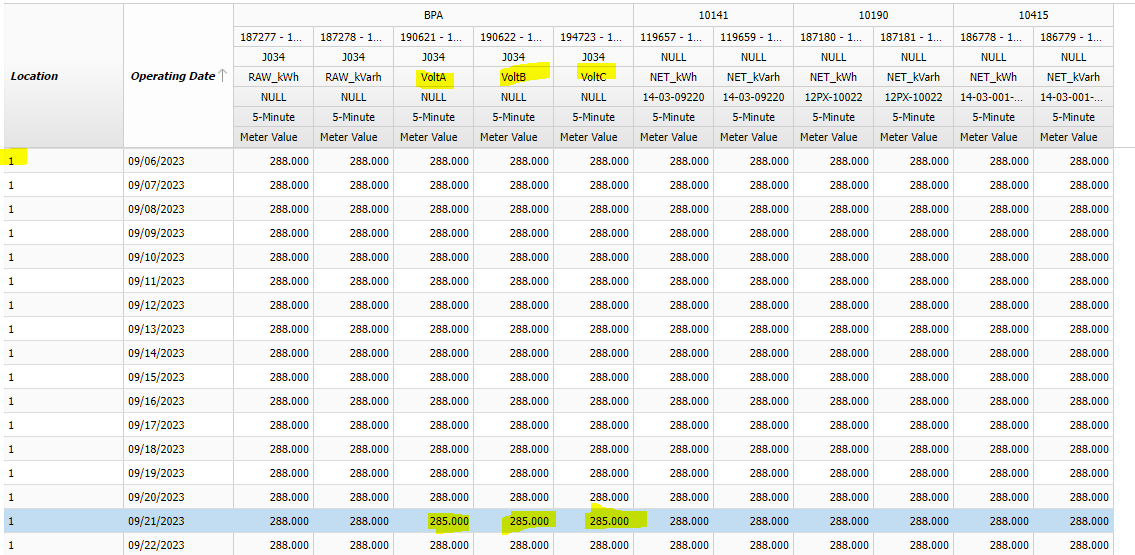 BPA 10141 10190 10415
187277 - 1... 187278 - 1... 190621 - 1... 190622 - 1... 194723 - 1... 119657 - 1... 119659 - 1... 187180 - 1... 187181 - 1... 186778 - 1... 186779 - 1...
J034 J034 J034 J034 J034 NULL NULL NULL NULL NULL NULL
Location Operating Date RAW_kWh RAW_kVarh VoltA VoltB VoltC NET_kWh NET_kVarh NET_kWh NET_kVarh NET_kWh NET_kVarh
NULL NULL NULL NULL NULL 14-03-09220 14-03-09220 12PX-10022 12PX-10022 14-03-001-... 14-03-001-...
5-Minute 5-Minute 5-Minute 5-Minute 5-Minute 5-Minute 5-Minute 5-Minute 5-Minute 5-Minute 5-Minute
Meter Value Meter Value Meter Value Meter Value Meter Value Meter Value Meter Value Meter Value Meter Value Meter Value Meter Value
1 09/06/2023 288.000 288.000 288.000 288.000 288.000 288.000 288.000 288.000 288.000 288.000 288.000
1 09/07/2023 288.000 288.000 288.000 288.000 288.000 288.000 288.000 288.000 288.000 288.000 288.000
1 09/08/2023 288.000 288.000 288.000 288.000 288.000 288.000 288.000 288.000 288.000 288.000 288.000
1 09/09/2023 288.000 288.000 288.000 288.000 288.000 288.000 288.000 288.000 288.000 288.000 288.000
1 09/10/2023 288.000 288.000 288.000 288.000 288.000 288.000 288.000 288.000 288.000 288.000 288.000
1 09/11/2023 288.000 288.000 288.000 288.000 288.000 288.000 288.000 288.000 288.000 288.000 288.000
1 09/12/2023 288.000 288.000 288.000 288.000 288.000 288.000 288.000 288.000 288.000 288.000 288.000
1 09/13/2023 288.000 288.000 288.000 288.000 288.000 288.000 288.000 288.000 288.000 288.000 288.000
1 09/14/2023 288.000 288.000 288.000 288.000 288.000 288.000 288.000 288.000 288.000 288.000 288.000
1 09/15/2023 288.000 288.000 288.000 288.000 288.000 288.000 288.000 288.000 288.000 288.000 288.000
1 09/16/2023 288.000 288.000 288.000 288.000 288.000 288.000 288.000 288.000 288.000 288.000 288.000
1 09/17/2023 288.000 288.000 288.000 288.000 288.000 288.000 288.000 288.000 288.000 288.000 288.000
1 09/18/2023 288.000 288.000 288.000 288.000 288.000 288.000 288.000 288.000 288.000 288.000 288.000
1 09/19/2023 288.000 288.000 288.000 288.000 288.000 288.000 288.000 288.000 288.000 288.000 288.000
1 09/20/2023 288.000 288.000 288.000 288.000 288.000 288.000 288.000 288.000 288.000 288.000 288.000
1 09/21/2023 288.000 288.000 285.000 285.000 285.000 288.000 288.000 288.000 288.000 288.000 288.000
1 09/22/2023 288.000 288.000 288.000 288.000 288.000 288.000 288.000 288.000 288.000 288.000 288.000